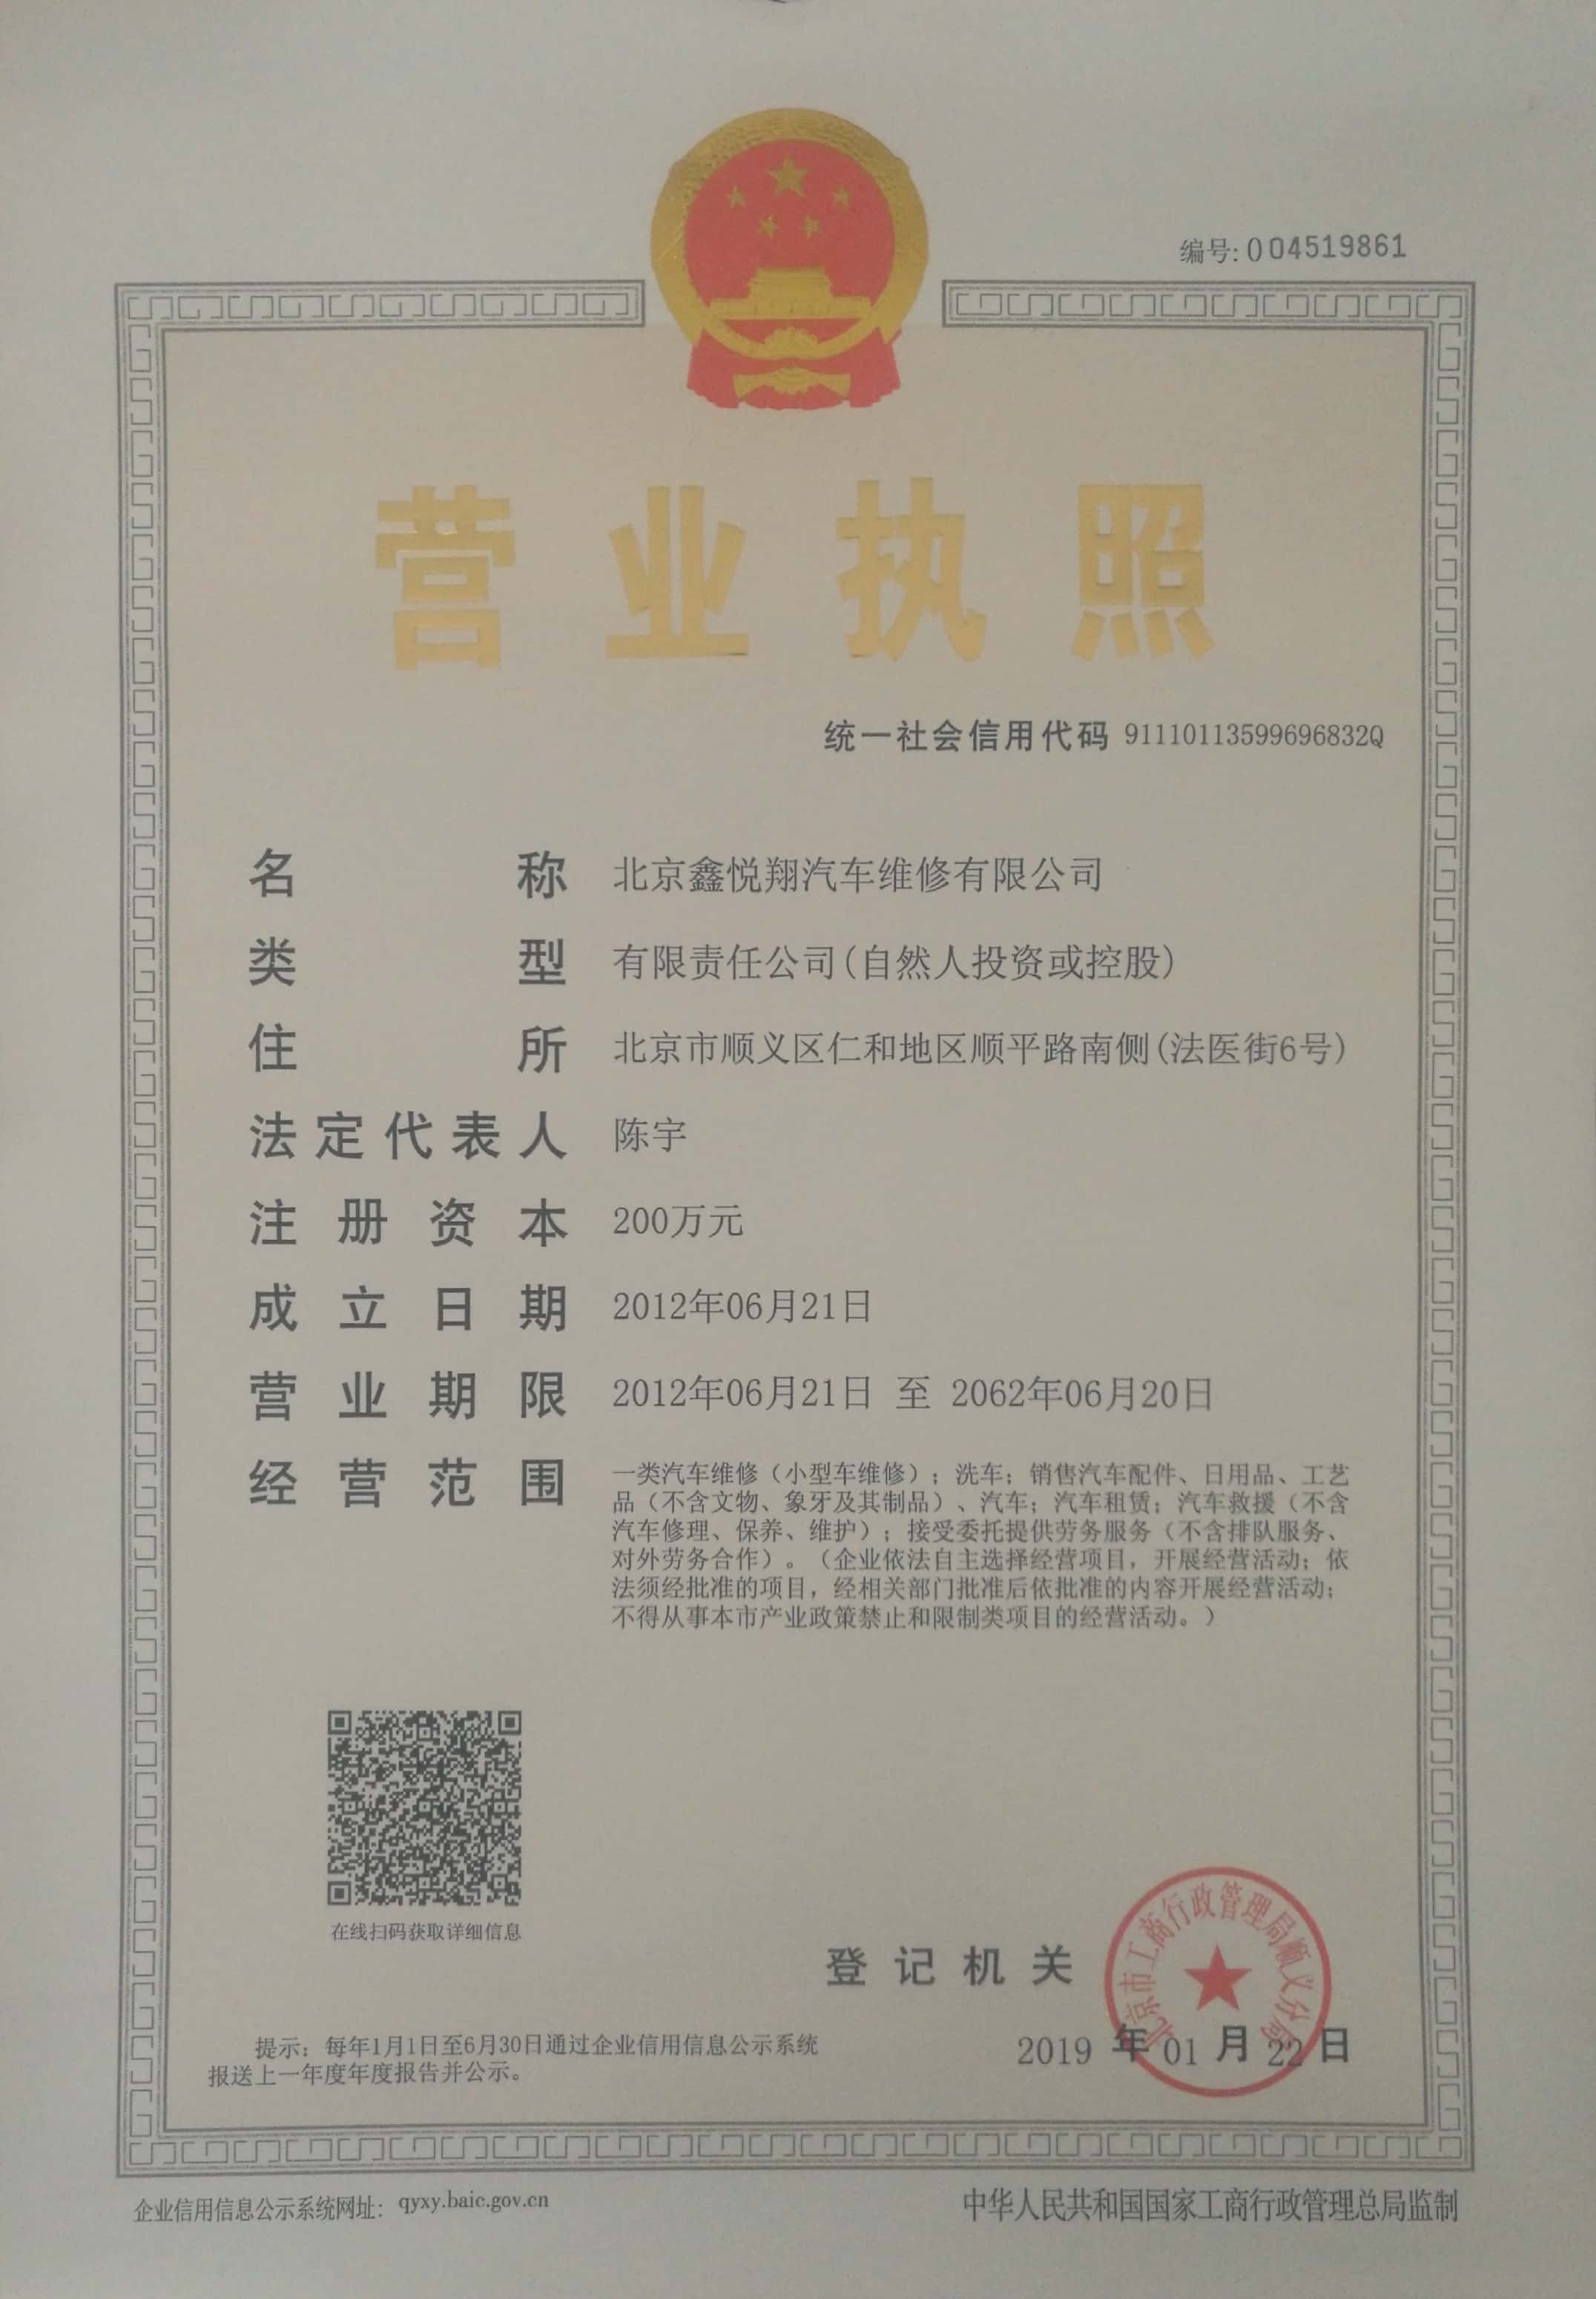 编号:004519861
营业执照
统一社会信用代码 91110113599696832Q
名称 北京鑫悦翔汽车维修有限公司
类型 有限责任公司(自然人投资或控股)
住所 北京市顺义区仁和地区顺平路南侧(法医街6号)
法定代表人 陈宇
注册资本 200万元
成立日期 2012年06月21日
营业期限 2012年06月21日 至 2062年06月20日
经营范围 一类汽车维修（小型车维修）；洗车；销售汽车配件、日用品、工艺
品（不含文物、象牙及其制品）、汽车；汽车租赁；汽车救援（不含
汽车修理、保养、维护）；接受委托提供劳务服务（不含排队服务、
对外劳务合作）。（企业依法自主选择经营项目，开展经营活动；依
法须经批准的项目，经相关部门批准后依批准的内容开展经营活动；
不得从事本市产业政策禁止和限制类项目的经营活动。）
在线扫码获取详细信息
登记机关
北京市工商行政管理局顺义分局
2019 年 01 月 22 日
提示：每年1月1日至6月30日通过企业信用信息公示系统
报送上一年度年度报告并公示。
企业信用信息公示系统网址： qyxy.baic.gov.cn
中华人民共和国国家工商行政管理总局监制